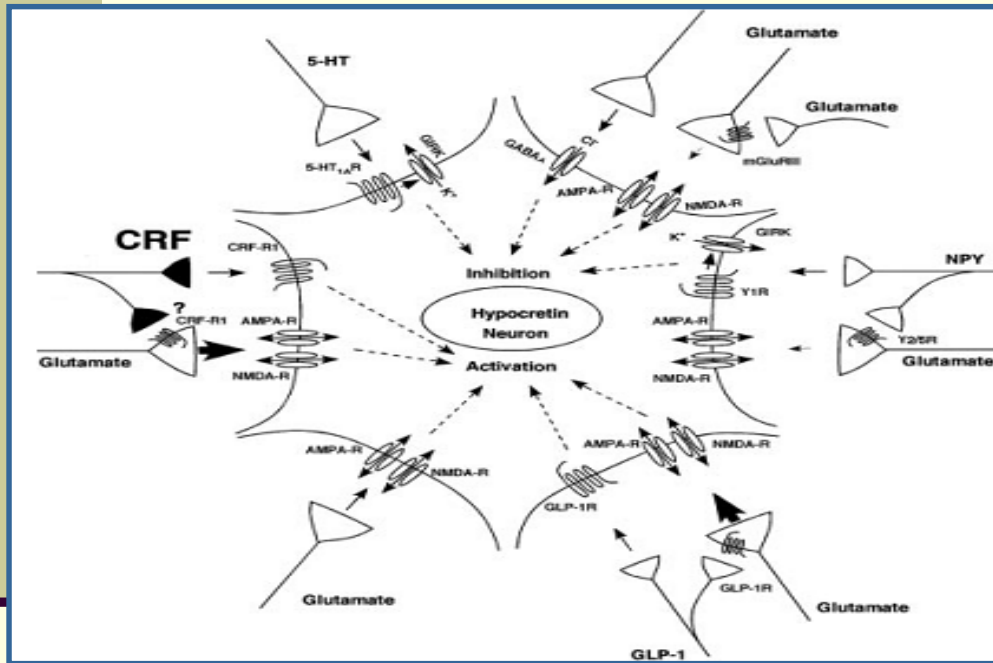 Glutamate
5-HT
Glutamate
GIRK
Cl-
GABAA
mGluRIII
5-HT1AR
K+
AMPA-R
NMDA-R
CRF
CRF-R1
K+
GIRK
NPY
Inhibition
Y1R
?
CRF-R1
AMPA-R
Hypocretin
Neuron
AMPA-R
Y2/5R
Glutamate
NMDA-R
Activation
NMDA-R
Glutamate
AMPA-R
NMDA-R
AMPA-R
NMDA-R
GLP-1R
GLP-1R
Glutamate
Glutamate
GLP-1